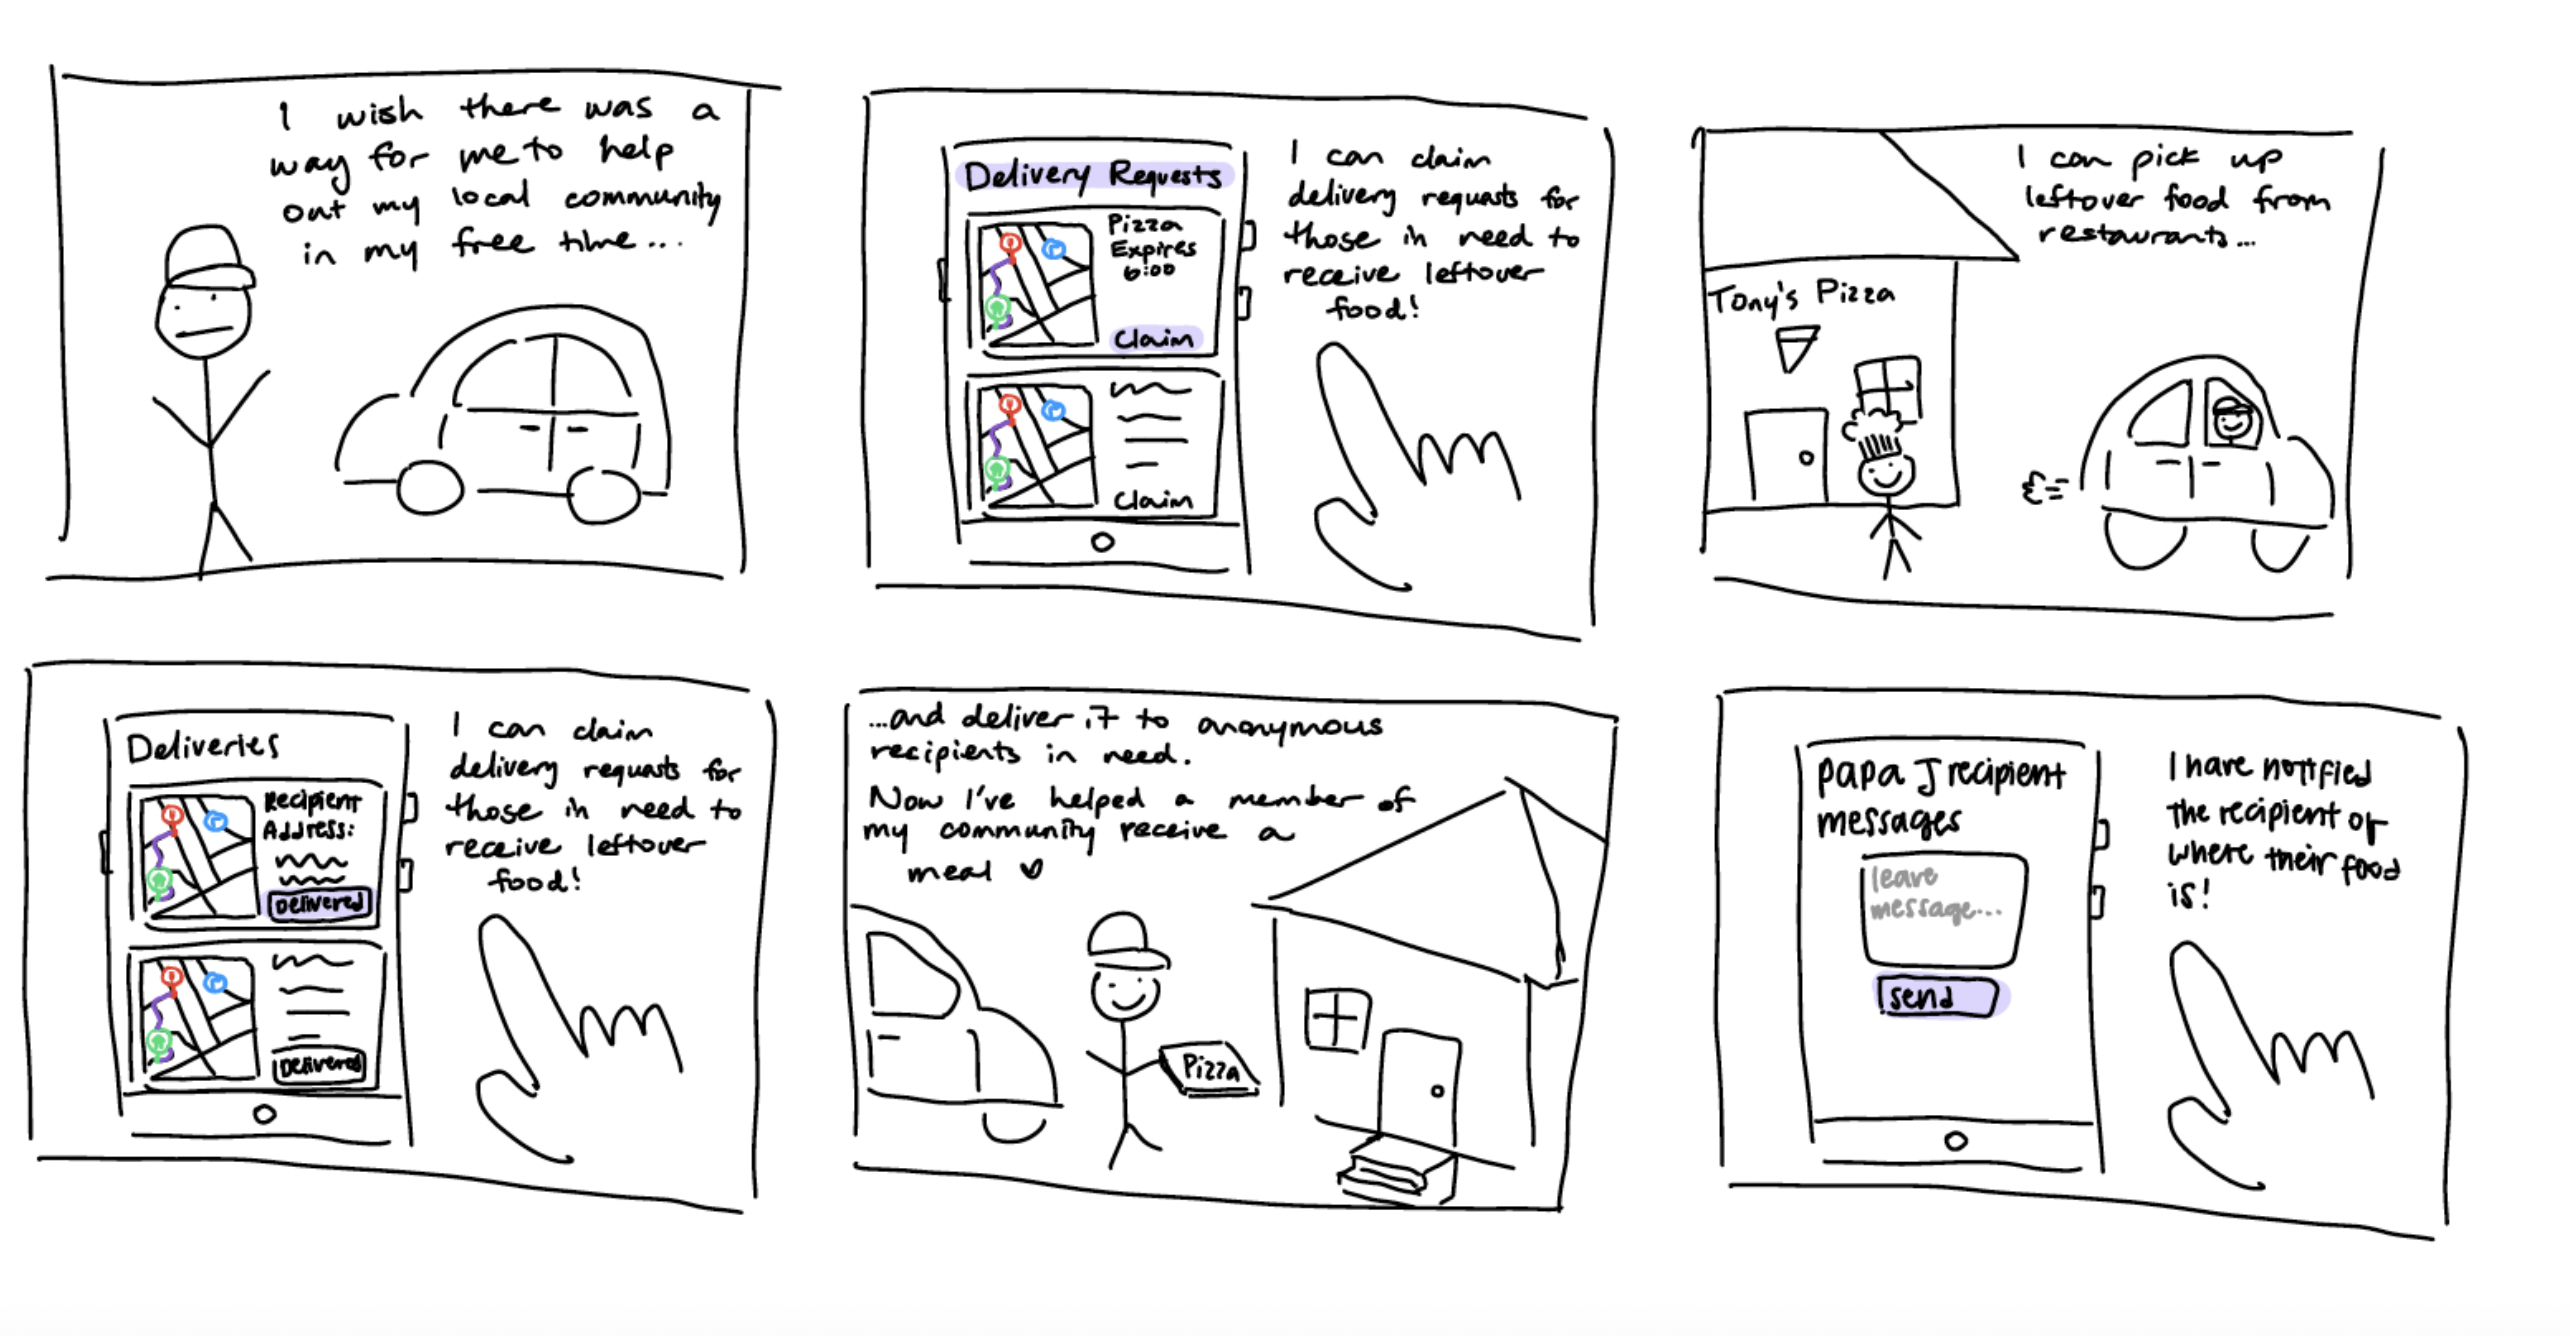 I wish there was a
way for me to help
out my local community
in my free time...
Delivery Requests
Pizza
Expires
6:00
Claim
Claim
I can claim
delivery requests for
those in need to
receive leftover
food!
I can pick up
leftover food from
restaurants...
Tony's Pizza
Deliveries
Recipient
Address:
Delivered
Delivered
I can claim
delivery requests for
those in need to
receive leftover
food!
...and deliver it to anonymous
recipients in need.
Now I've helped a member of
my community receive a
meal
Pizza
papa J recipient
messages
leave
message...
send
I have notified
the recipient of
where their food
is!